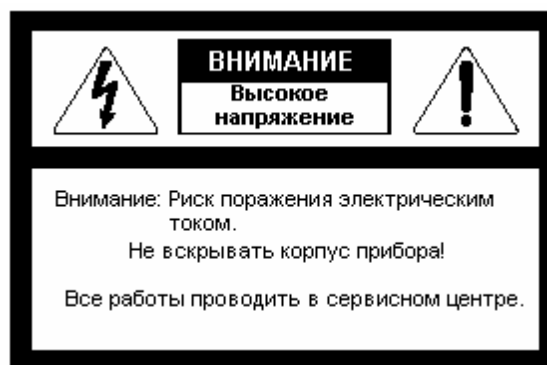 ВНИМАНИЕ
Высокое
напряжение
Внимание: Риск поражения электрическим
током.
Не вскрывать корпус прибора!
Все работы проводить в сервисном центре.